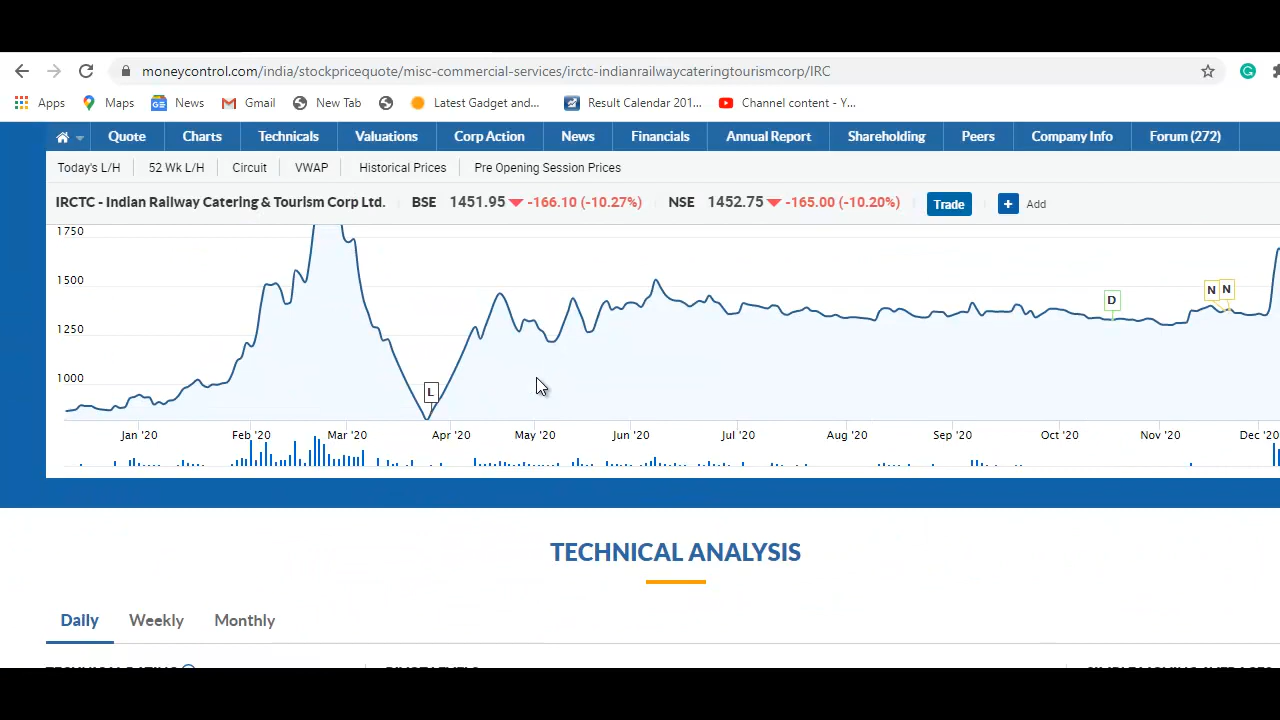 moneycontrol.com/india/stockpricequote/misc-commercial-services/irctc-indianrailwaycateringtourismcorp/IRC
Apps Maps News Gmail New Tab Latest Gadget and... Result Calendar 201... Channel content - Y...
Quote Charts Technicals Valuations Corp Action News Financials Annual Report Shareholding Peers Company Info Forum (272)
Today's L/H 52 Wk L/H Circuit VWAP Historical Prices Pre Opening Session Prices
IRCTC - Indian Railway Catering & Tourism Corp Ltd. BSE 1451.95 -166.10 (-10.27%) NSE 1452.75 -165.00 (-10.20%) Trade + Add
1750
1500
N N
D
1250
1000
L
Jan '20 Feb '20 Mar '20 Apr '20 May '20 Jun '20 Jul '20 Aug '20 Sep '20 Oct '20 Nov '20 Dec '20
TECHNICAL ANALYSIS
Daily Weekly Monthly